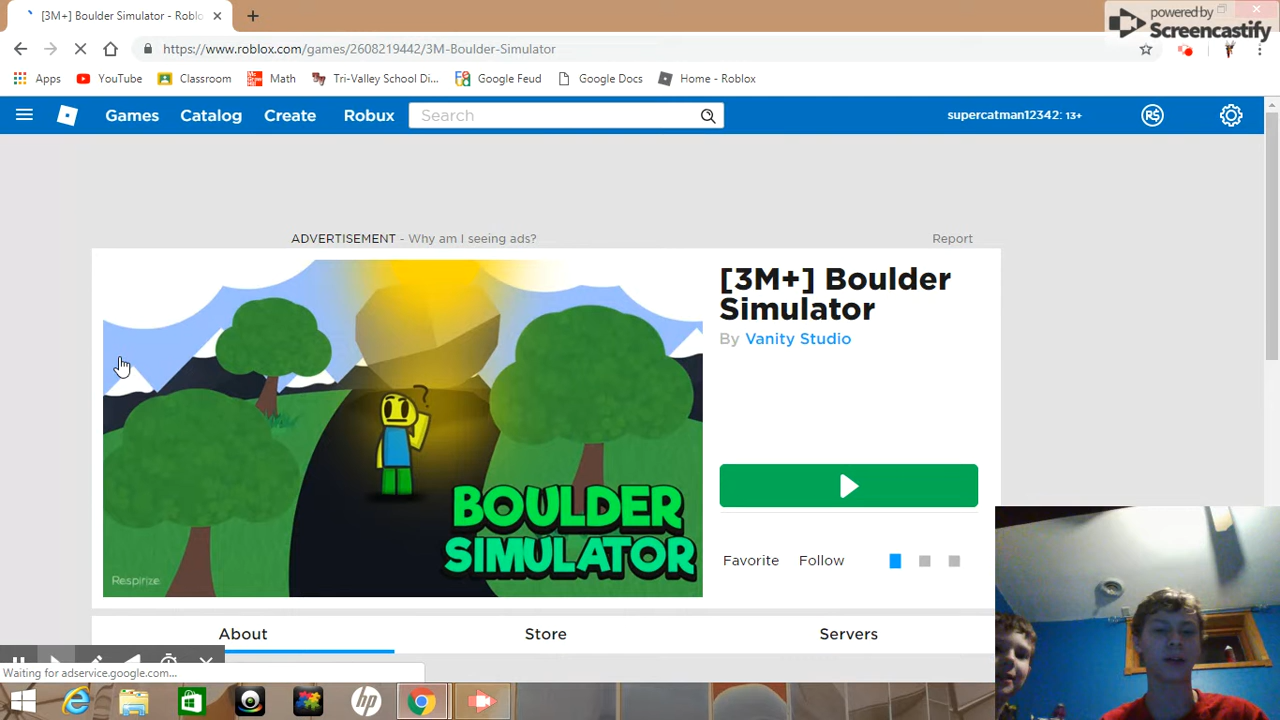 [3M+] Boulder Simulator - Roblo
powered by
Screencastify
https://www.roblox.com/games/2608219442/3M-Boulder-Simulator
Apps YouTube Classroom Math Tri-Valley School Di... Google Feud Google Docs Home - Roblox
Games Catalog Create Robux Search supercatman12342: 13+
ADVERTISEMENT - Why am I seeing ads? Report
[3M+] Boulder
Simulator
By Vanity Studio
BOULDER
SIMULATOR
Respirize
Favorite Follow
About Store Servers
Waiting for adservice.google.com...
hp